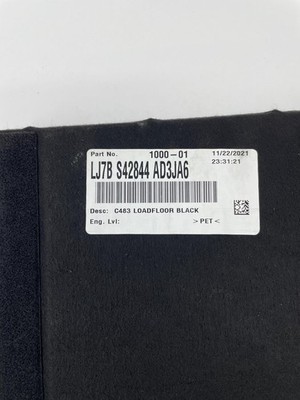 Part No. 1000-01 11/22/2021
23:31:21
LJ7B S42844 AD3JA6
Desc: C483 LOADFLOOR BLACK
Eng. Lvl: >PET<